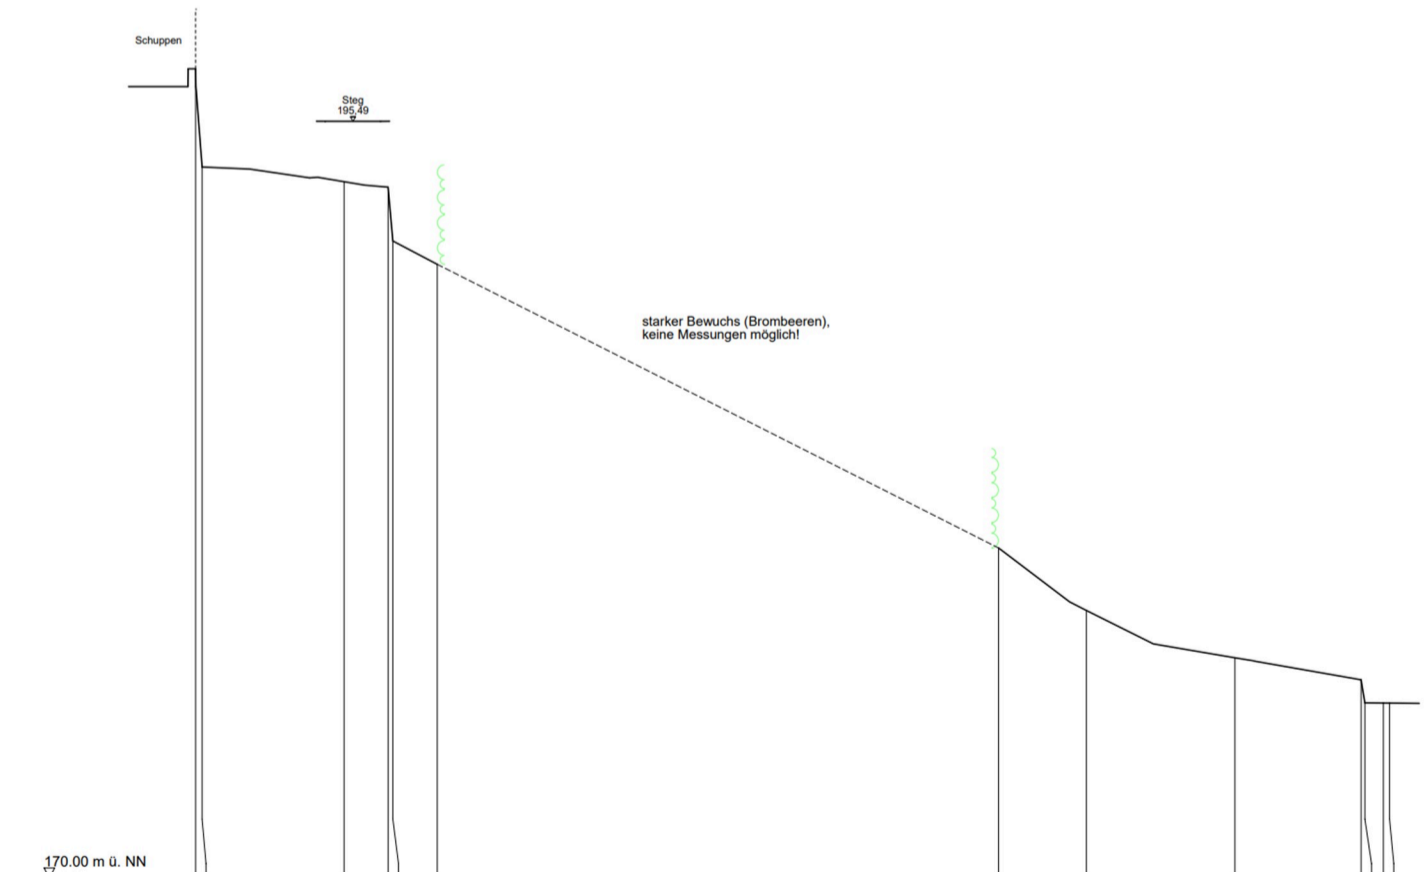 Schuppen
Steg
195,49
starker Bewuchs (Brombeeren),
keine Messungen möglich!
170.00 m ü. NN